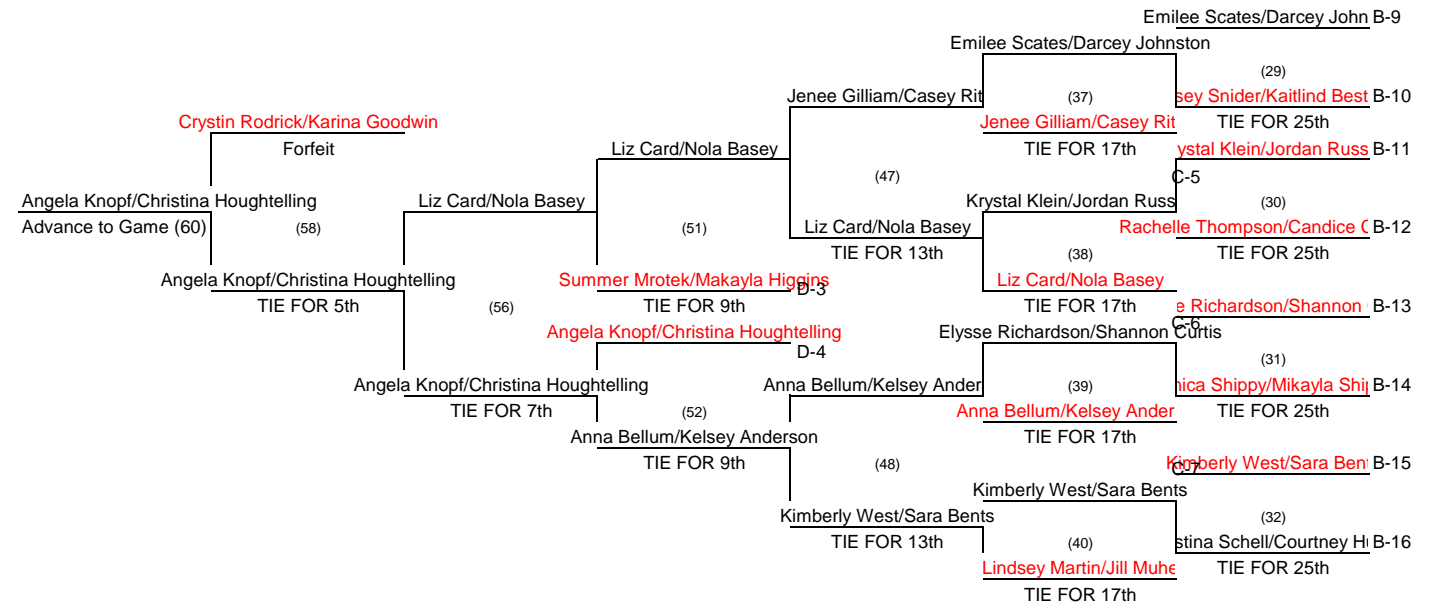 Emilee Scates/Darcey John B-9
Emilee Scates/Darcey Johnston
(29)
Jenee Gilliam/Casey Rit
(37)
sey Snider/Kaitlind Best B-10
Crystin Rodrick/Karina Goodwin
Jenee Gilliam/Casey Rit
TIE FOR 25th
Forfeit
Liz Card/Nola Basey
TIE FOR 17th
ystal Klein/Jordan Russ B-11
(47)
C-5
Angela Knopf/Christina Houghtelling
Liz Card/Nola Basey
Krystal Klein/Jordan Russ
(30)
Advance to Game (60)
(58)
(51)
Liz Card/Nola Basey
Rachelle Thompson/Candice B-12
TIE FOR 13th
(38)
TIE FOR 25th
Angela Knopf/Christina Houghtelling
Summer Mrotek/Makayla Higgins
D-3
Liz Card/Nola Basey
TIE FOR 5th
(56)
TIE FOR 9th
TIE FOR 17th
e Richardson/Shannon B-13
C-6
Angela Knopf/Christina Houghtelling
Elysse Richardson/Shannon Curtis
D-4
(31)
Angela Knopf/Christina Houghtelling
Anna Bellum/Kelsey Ander
(39)
nica Shippy/Mikayla Ship B-14
TIE FOR 7th
(52)
Anna Bellum/Kelsey Ander
TIE FOR 25th
Anna Bellum/Kelsey Anderson
TIE FOR 17th
TIE FOR 9th
(48)
Kimberly West/Sara Bent B-15
C-7
Kimberly West/Sara Bents
Kimberly West/Sara Bents
(32)
TIE FOR 13th
(40)
stina Schell/Courtney H B-16
Lindsey Martin/Jill Muhe
TIE FOR 25th
TIE FOR 17th